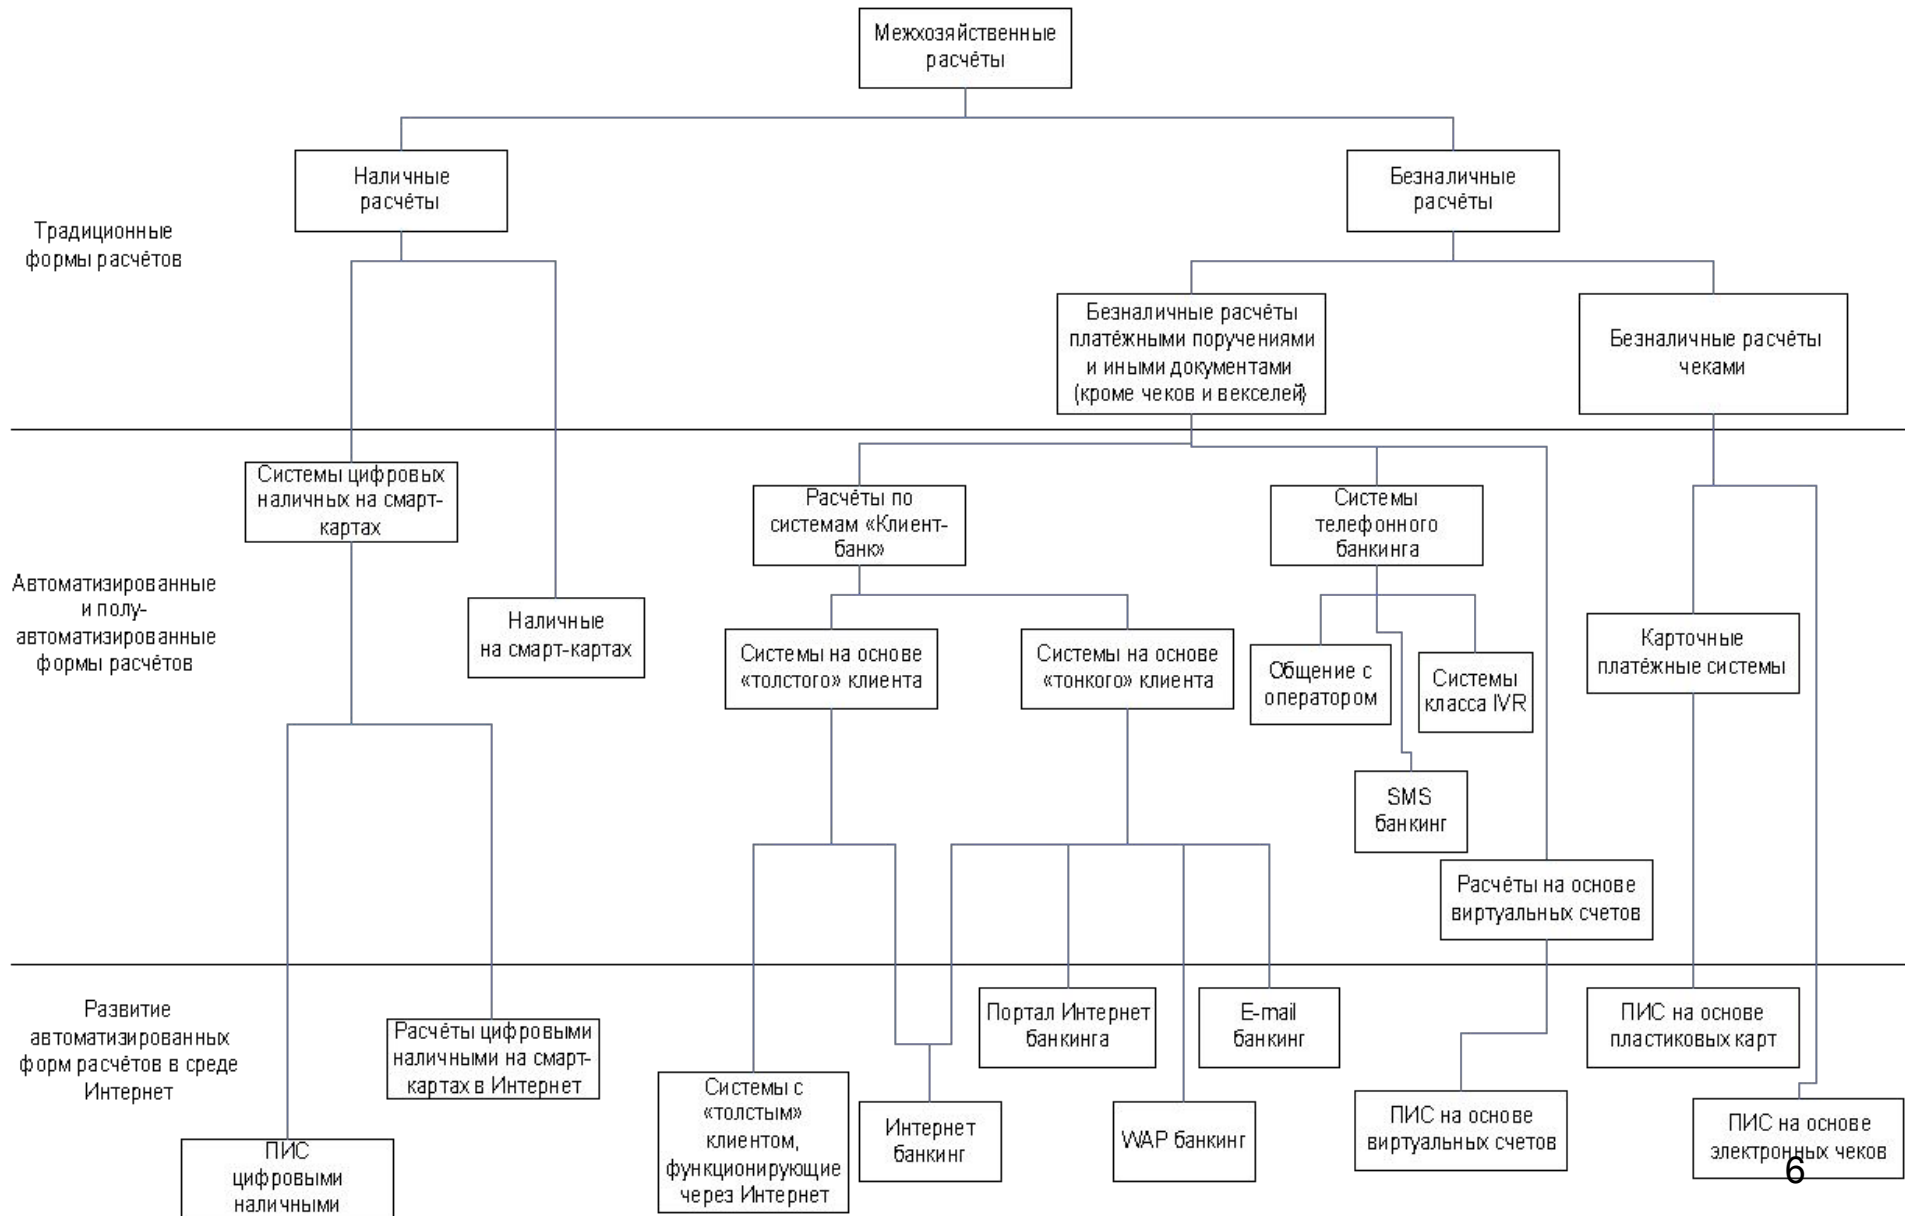 Межхозяйственные
расчёты
Наличные
расчёты
Безналичные
расчёты
Традиционные
формы расчётов
Безналичные расчёты
платёжными поручениями
и иными документами
(кроме чеков и векселей)
Безналичные расчёты
чеками
Системы цифровых
наличных на смарт-
картах
Расчёты по
системам «Клиент-
банк»
Системы
телефонного
банкинга
Автоматизированные
и полу-
автоматизированные
формы расчётов
Наличные
на смарт-картах
Системы на основе
«толстого» клиента
Системы на основе
«тонкого» клиента
Общение с
оператором
Системы
класса IVR
Карточные
платёжные системы
SMS
банкинг
Расчёты на основе
виртуальных счетов
Развитие
автоматизированных
форм расчётов в среде
Интернет
Расчёты цифровыми
наличными на смарт-
картах в Интернет
Портал Интернет
банкинга
E-mail
банкинг
ПИС на основе
пластиковых карт
Системы с
«толстым»
клиентом,
функционирующие
через Интернет
Интернет
банкинг
WAP банкинг
ПИС на основе
виртуальных счетов
ПИС на основе
электронных чеков
ПИС
цифровыми
наличными
6